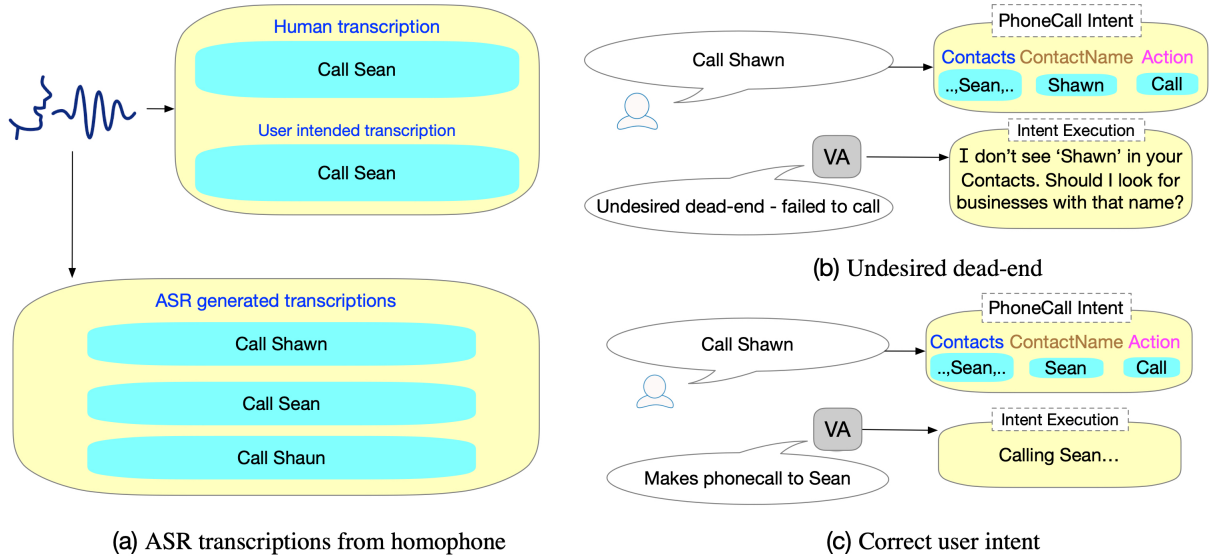 Human transcription
Call Sean
User intended transcription
Call Sean
ASR generated transcriptions
Call Shawn
Call Sean
Call Shaun
(a) ASR transcriptions from homophone
Call Shawn
PhoneCall Intent
Contacts ContactName Action
..,Sean,.. Shawn Call
VA
Undesired dead-end - failed to call
Intent Execution
I don’t see ‘Shawn’ in your
Contacts. Should I look for
businesses with that name?
(b) Undesired dead-end
Call Shawn
PhoneCall Intent
Contacts ContactName Action
..,Sean,.. Sean Call
VA
Makes phonecall to Sean
Intent Execution
Calling Sean…
(c) Correct user intent